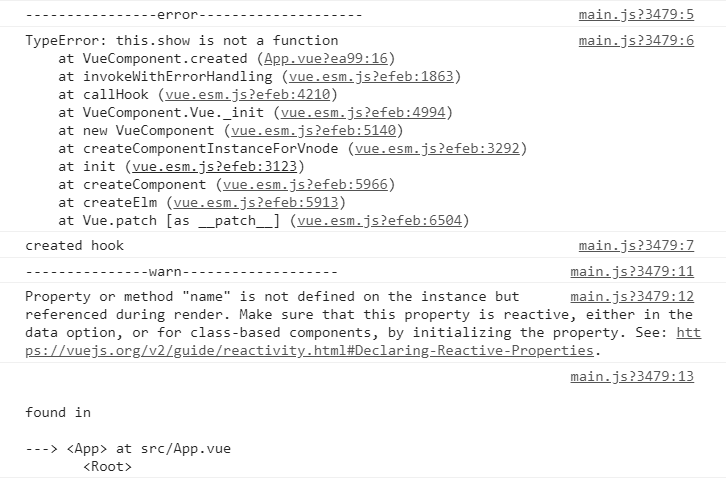 ----------------error-------------------- main.js?3479:5
TypeError: this.show is not a function main.js?3479:6
at VueComponent.created (App.vue?ea99:16)
at invokeWithErrorHandling (vue.esm.js?efeb:1863)
at callHook (vue.esm.js?efeb:4210)
at VueComponent.Vue._init (vue.esm.js?efeb:4994)
at new VueComponent (vue.esm.js?efeb:5140)
at createComponentInstanceForVnode (vue.esm.js?efeb:3292)
at init (vue.esm.js?efeb:3123)
at createComponent (vue.esm.js?efeb:5966)
at createElm (vue.esm.js?efeb:5913)
at Vue.patch [as __patch__] (vue.esm.js?efeb:6504)
created hook main.js?3479:7
---------------warn------------------- main.js?3479:11
Property or method "name" is not defined on the instance but main.js?3479:12
referenced during render. Make sure that this property is reactive, either in the
data option, or for class-based components, by initializing the property. See: htt
ps://vuejs.org/v2/guide/reactivity.html#Declaring-Reactive-Properties.
main.js?3479:13
found in
---> <App> at src/App.vue
<Root>